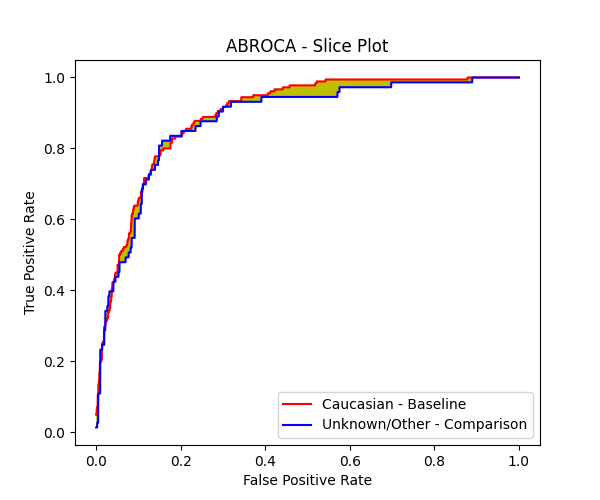 ABROCA - Slice Plot
True Positive Rate
1.0
0.8
0.6
0.4
0.2
0.0
Caucasian - Baseline
Unknown/Other - Comparison
0.0 0.2 0.4 0.6 0.8 1.0
False Positive Rate